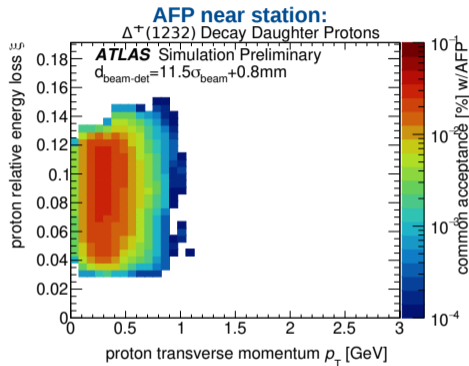 AFP near station:
Δ⁺(1232) Decay Daughter Protons
ATLAS Simulation Preliminary
d_beam-det=11.5σ_beam+0.8mm
proton relative energy loss ξ
0.18
0.16
0.14
0.12
0.1
0.08
0.06
0.04
0.02
0
0 0.5 1 1.5 2 2.5 3
proton transverse momentum p_T [GeV]
10⁻¹
10⁻²
10⁻³
10⁻⁴
common acceptance [%] w/AFP